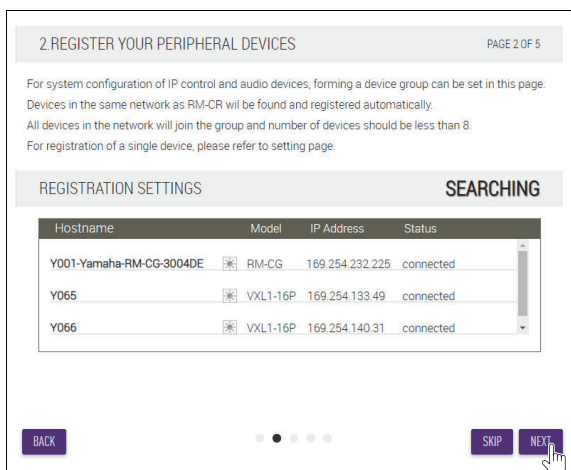 2.REGISTER YOUR PERIPHERAL DEVICES
PAGE 2 OF 5
For system configuration of IP control and audio devices, forming a device group can be set in this page.
Devices in the same network as RM-CR wil be found and registered automatically.
All devices in the network will join the group and number of devices should be less than 8.
For registration of a single device, please refer to setting page.
REGISTRATION SETTINGS
SEARCHING
Hostname Model IP Address Status
Y001-Yamaha-RM-CG-3004DE RM-CG 169.254.232.225 connected
Y065 VXL1-16P 169.254.133.49 connected
Y066 VXL1-16P 169.254.140.31 connected
BACK
SKIP
NEXT